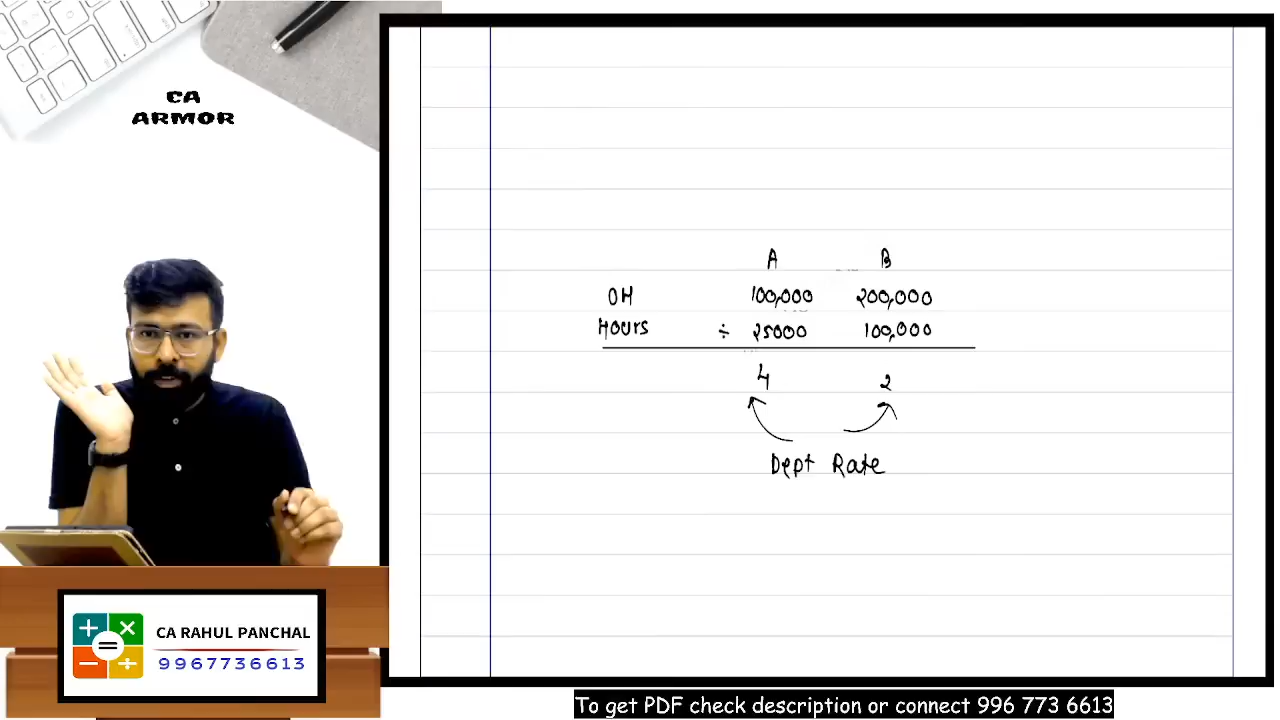 CA
ARMOR
A B
OH 100,000 200,000
HOURS ÷ 25000 100,000
4 2
Dept Rate
CA RAHUL PANCHAL
9967736613
To get PDF check description or connect 996 773 6613